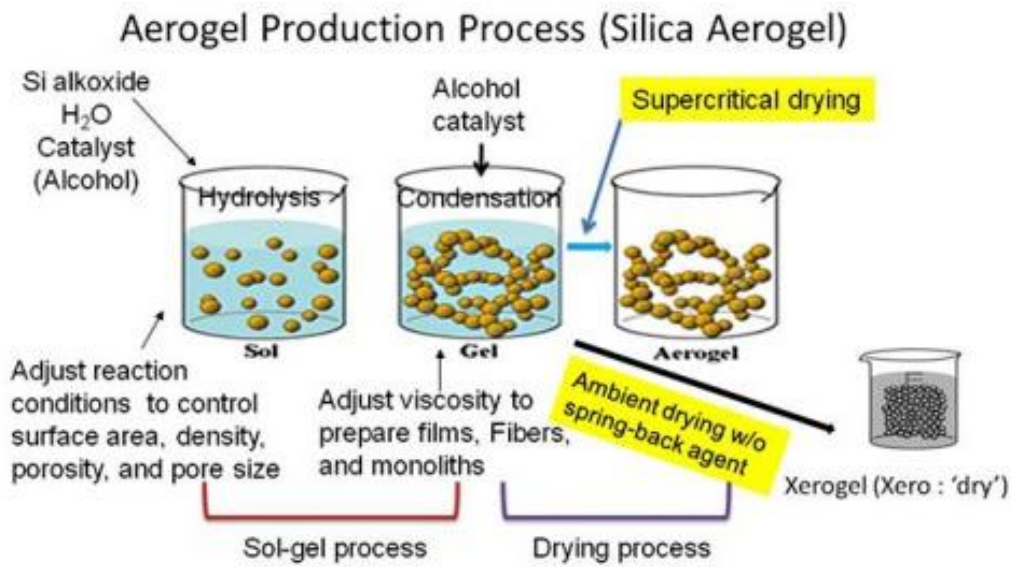 Aerogel Production Process (Silica Aerogel)
Si alkoxide
H₂O
Catalyst
(Alcohol)
Alcohol
catalyst
Supercritical drying
Hydrolysis
Condensation
Sol
Gel
Aerogel
Adjust reaction
conditions to control
surface area, density,
porosity, and pore size
Adjust viscosity to
prepare films, Fibers,
and monoliths
Ambient drying w/o
spring-back agent
Xerogel (Xero : ‘dry’)
Sol-gel process
Drying process